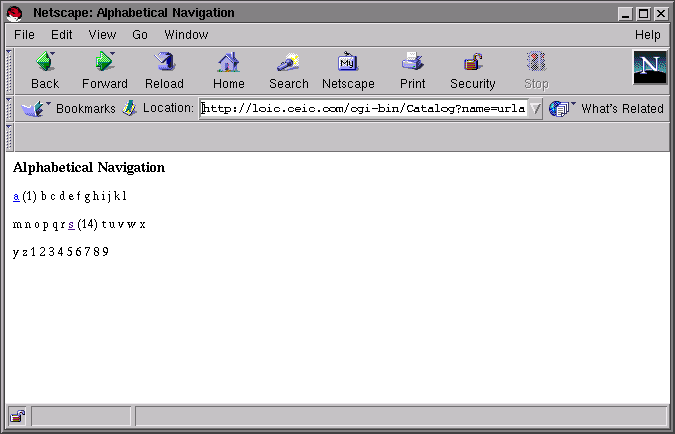 Netscape: Alphabetical Navigation
File Edit View Go Window Help
Back Forward Reload Home Search Netscape Print Security Stop
My
N
Bookmarks Location: http://loic.ceic.com/cgi-bin/Catalog?name=urla What's Related
Alphabetical Navigation
a (1) b c d e f g h i j k l
m n o p q r s (14) t u v w x
y z 1 2 3 4 5 6 7 8 9